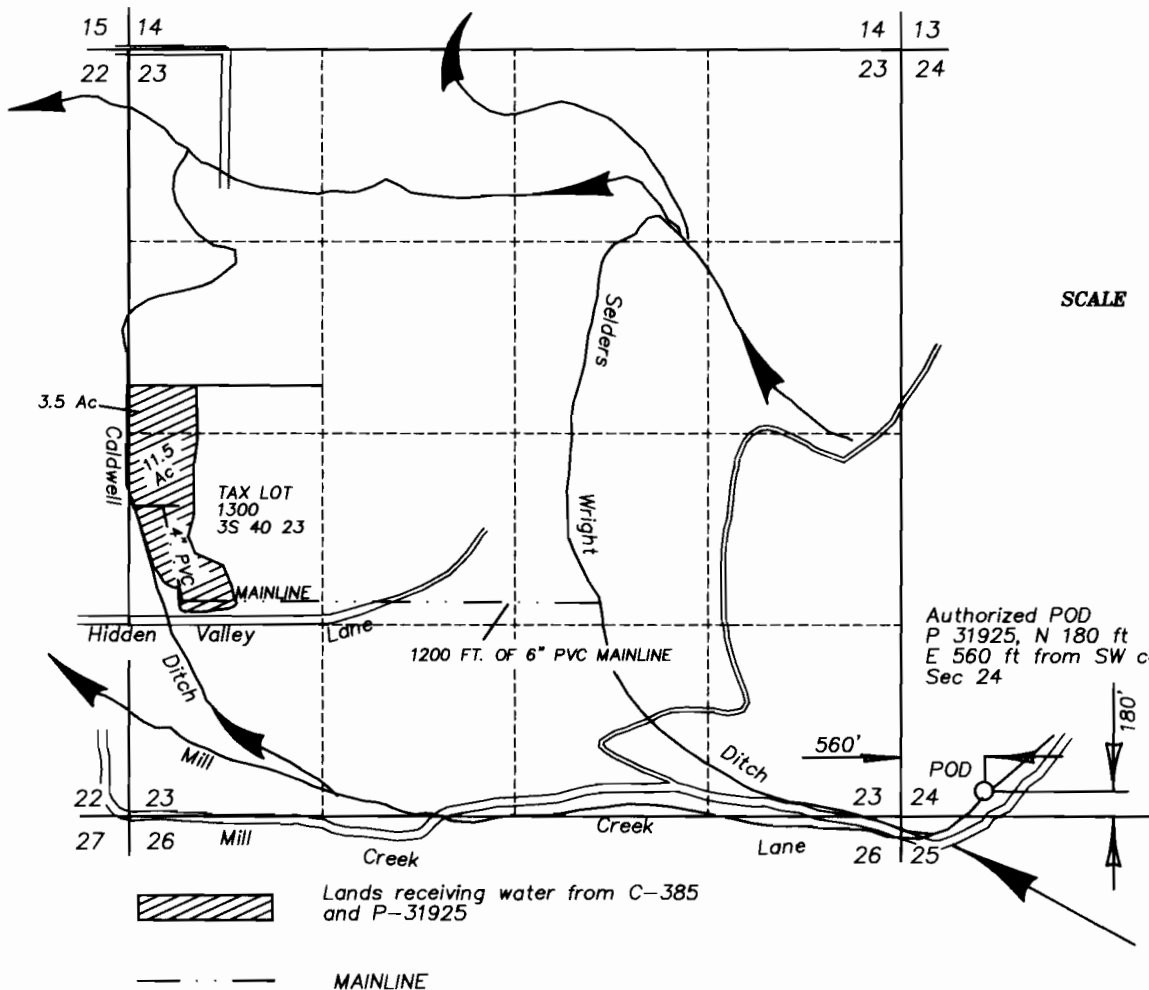 15 14
14 13
22 23
23 24
SCALE
Selders
3.5 Ac
Caldwell
11.5
Ac
TAX LOT
1300
3S 40 23
Wright
4" PVC
MAINLINE
Hidden Valley Lane
1200 FT. OF 6" PVC MAINLINE
Authorized POD
P 31925, N 180 ft
E 560 ft from SW c
Sec 24
Ditch
180'
Mill
560'
Ditch
POD
22 23
23 24
27 26
Mill
Creek
Creek
Lane
26 25
Lands receiving water from C-385
and P-31925
MAINLINE